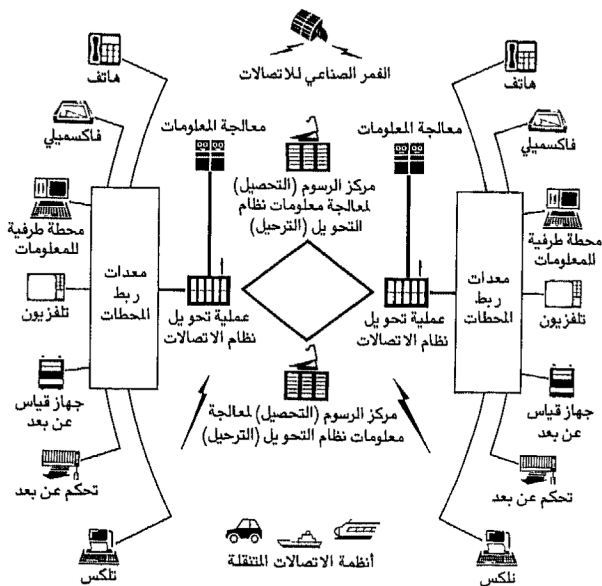 القمر الصناعي للاتصالات
هاتف
هاتف
فاكسميلي
فاكسميلي
معالجة المعلومات
معالجة المعلومات
مركز الرسوم (التحصيل)
لمعالجة معلومات نظام
التحويل (الترحيل)
محطة طرفية
للمعلومات
محطة طرفية
للمعلومات
معدات
ربط
المحطات
معدات
ربط
المحطات
تلفزيون
تلفزيون
عملية تحويل
نظام الاتصالات
عملية تحويل
نظام الاتصالات
جهاز قياس
عن بعد
جهاز قياس
عن بعد
مركز الرسوم (التحصيل) لمعالجة
معلومات نظام التحويل (الترحيل)
تحكم عن بعد
تحكم عن بعد
أنظمة الاتصالات المتنقلة
تلكس
تلكس